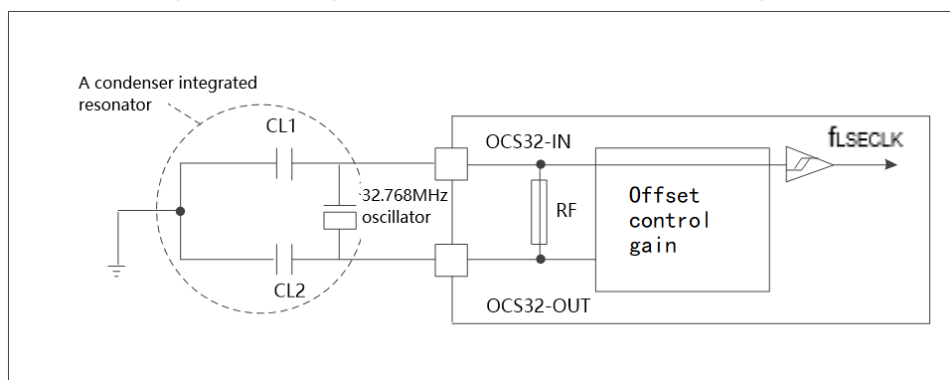 A condenser integrated
resonator
CL1
OCS32-IN
fLSECLK
32.768MHz
oscillator
RF
Offset
control
gain
CL2
OCS32-OUT